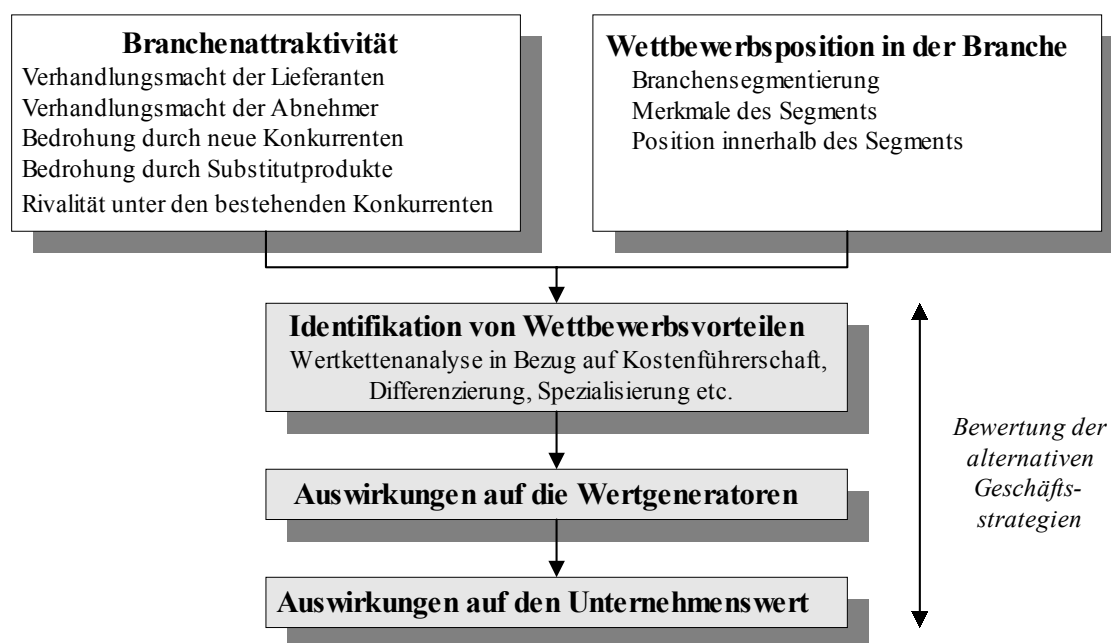 Branchenattraktivität
Verhandlungsmacht der Lieferanten
Verhandlungsmacht der Abnehmer
Bedrohung durch neue Konkurrenten
Bedrohung durch Substitutprodukte
Rivalität unter den bestehenden Konkurrenten
Wettbewerbsposition in der Branche
Branchensegmentierung
Merkmale des Segments
Position innerhalb des Segments
Identifikation von Wettbewerbsvorteilen
Wertkettenanalyse in Bezug auf Kostenführerschaft,
Differenzierung, Spezialisierung etc.
Auswirkungen auf die Wertgeneratoren
Auswirkungen auf den Unternehmenswert
Bewertung der
alternativen
Geschäfts-
strategien